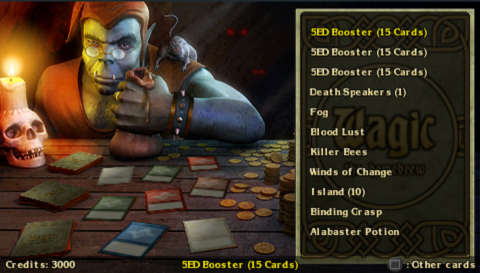 5ED Booster (15 Cards)
5ED Booster (15 Cards)
5ED Booster (15 Cards)
Death Speakers (1)
Fog
Blood Lust
Killer Bees
Winds of Change
Island (10)
Binding Grasp
Alabaster Potion
Credits: 3000
5ED Booster (15 Cards)
: Other cards